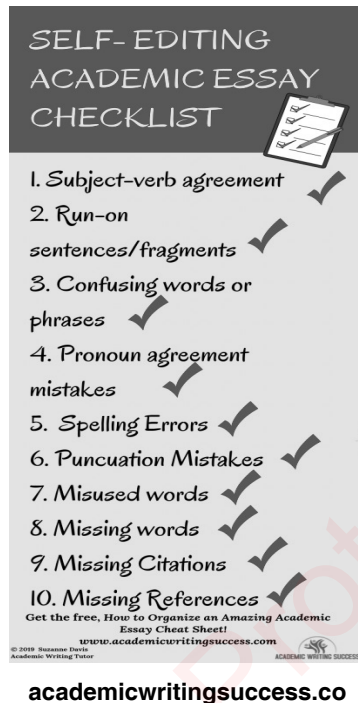 SELF- EDITING
ACADEMIC ESSAY
CHECKLIST
1. Subject-verb agreement
2. Run-on
sentences/fragments
3. Confusing words or
phrases
4. Pronoun agreement
mistakes
5. Spelling Errors
6. Puncuation Mistakes
7. Misused words
8. Missing words
9. Missing Citations
10. Missing References
Get the free, How to Organize an Amazing Academic
Essay Cheat Sheet!
www.academicwritingsuccess.com
© 2019 Suzanne Davis
Academic Writing Tutor
ACADEMIC WRITING SUCCESS
academicwritingsuccess.co